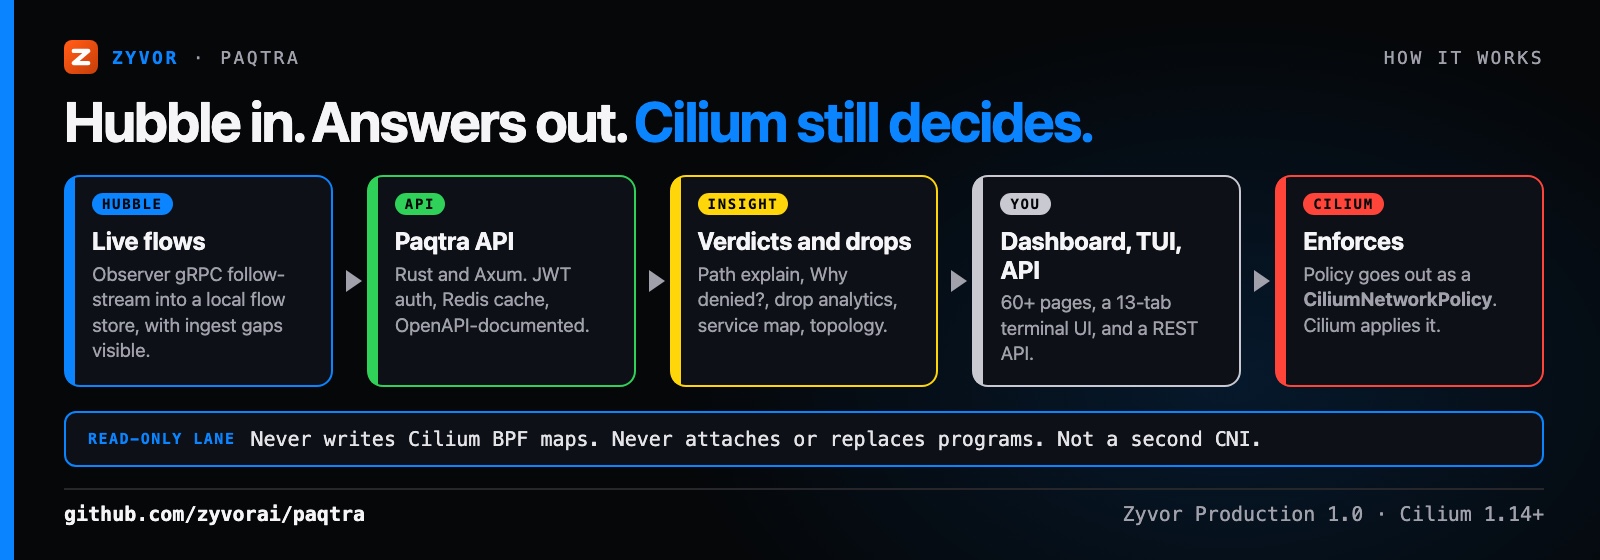 Z ZYVOR · PAQTRA
HOW IT WORKS
Hubble in. Answers out. Cilium still decides.
HUBBLE
Live flows
Observer gRPC follow-
stream into a local flow
store, with ingest gaps
visible.
API
Paqtra API
Rust and Axum. JWT
auth, Redis cache,
OpenAPI-documented.
INSIGHT
Verdicts and drops
Path explain, Why
denied?, drop analytics,
service map, topology.
YOU
Dashboard, TUI,
API
60+ pages, a 13-tab
terminal UI, and a REST
API.
CILIUM
Enforces
Policy goes out as a
CiliumNetworkPolicy.
Cilium applies it.
READ-ONLY LANE Never writes Cilium BPF maps. Never attaches or replaces programs. Not a second CNI.
github.com/zyvorai/paqtra
Zyvor Production 1.0 · Cilium 1.14+